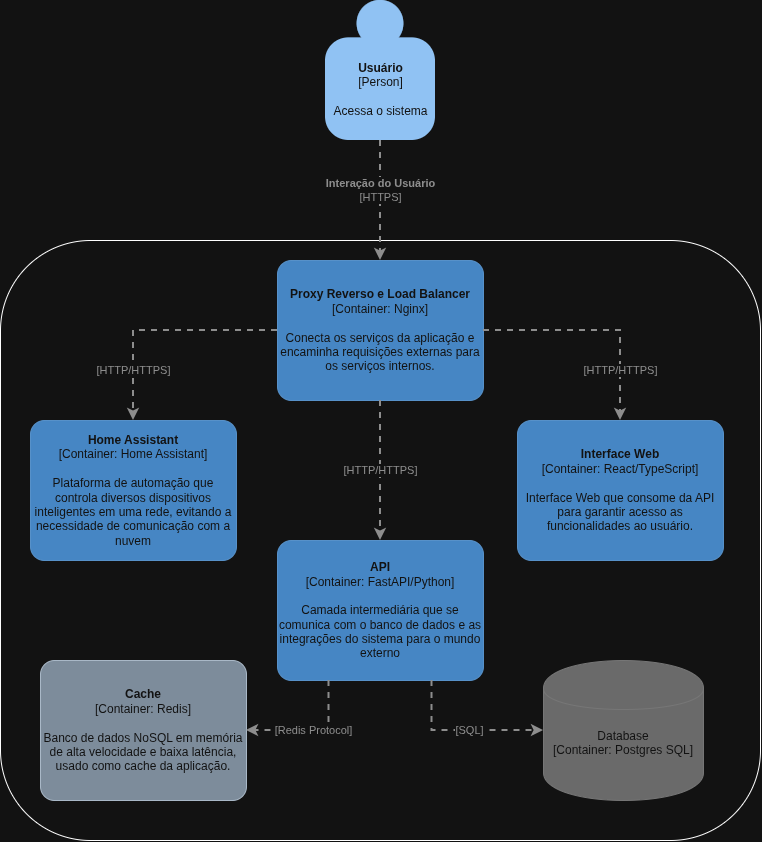 Usuário
[Person]
Acessa o sistema
Interação do Usuário
[HTTPS]
Proxy Reverso e Load Balancer
[Container: Nginx]
Conecta os serviços da aplicação e
encaminha requisições externas para
os serviços internos.
[HTTP/HTTPS]
[HTTP/HTTPS]
Home Assistant
[Container: Home Assistant]
Plataforma de automação que
controla diversos dispositivos
inteligentes em uma rede, evitando a
necessidade de comunicação com a
nuvem
[HTTP/HTTPS]
Interface Web
[Container: React/TypeScript]
Interface Web que consome da API
para garantir acesso as
funcionalidades ao usuário.
API
[Container: FastAPI/Python]
Camada intermediária que se
comunica com o banco de dados e as
integrações do sistema para o mundo
externo
Cache
[Container: Redis]
Banco de dados NoSQL em memória
de alta velocidade e baixa latência,
usado como cache da aplicação.
[Redis Protocol]
[SQL]
Database
[Container: Postgres SQL]